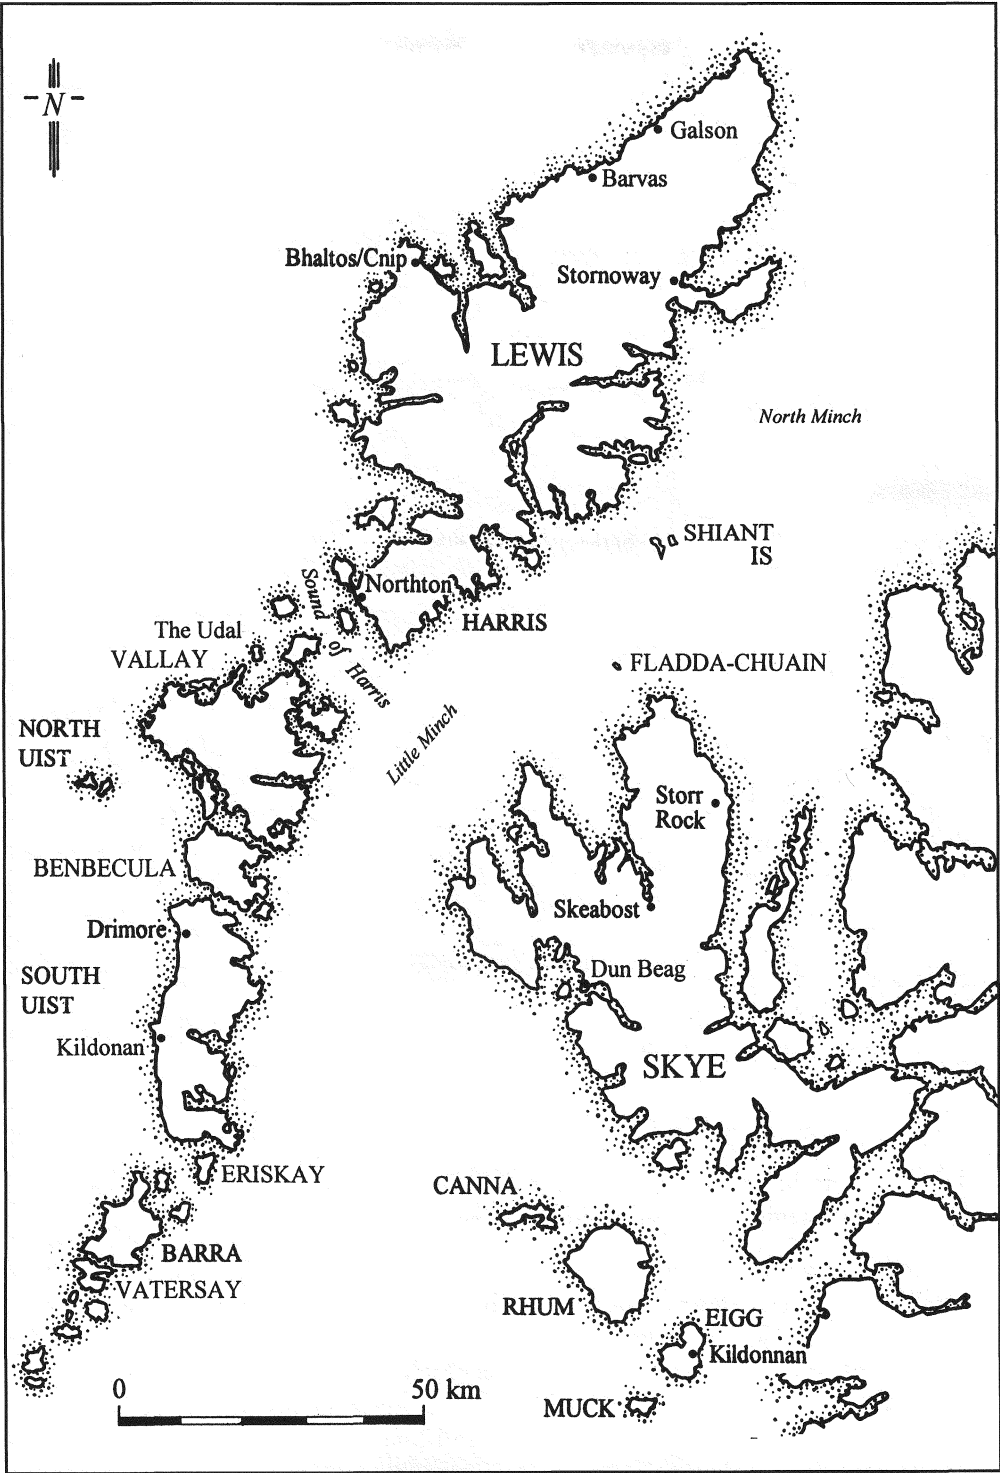 N
Galson
Barvas
Bhaltos/Cnip
Stornoway
LEWIS
North Minch
SHIANT
IS
Northton
Sound of Harris
HARRIS
The Udal
VALLAY
FLADDA-CHUAIN
NORTH
UIST
Little Minch
Storr
Rock
BENBECULA
Skeabost
Drimore
Dun Beag
SOUTH
UIST
Kildonan
SKYE
ERISKAY
CANNA
BARRA
VATERSAY
RHUM
EIGG
Kildonnan
0 50 km
MUCK